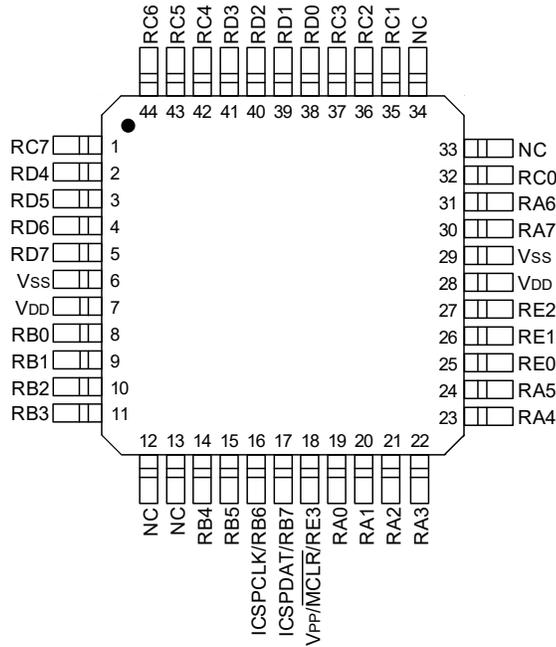 RC6 RC5 RC4 RD3 RD2 RD1 RD0 RC3 RC2 RC1 NC
44 43 42 41 40 39 38 37 36 35 34
RC7 1
RD4 2
RD5 3
RD6 4
RD7 5
VSS 6
VDD 7
RB0 8
RB1 9
RB2 10
RB3 11
33 NC
32 RC0
31 RA6
30 RA7
29 VSS
28 VDD
27 RE2
26 RE1
25 RE0
24 RA5
23 RA4
12 13 14 15 16 17 18 19 20 21 22
NC NC RB4 RB5 ICSPCLK/RB6 ICSPDAT/RB7 VPP/MCLR/RE3 RA0 RA1 RA2 RA3